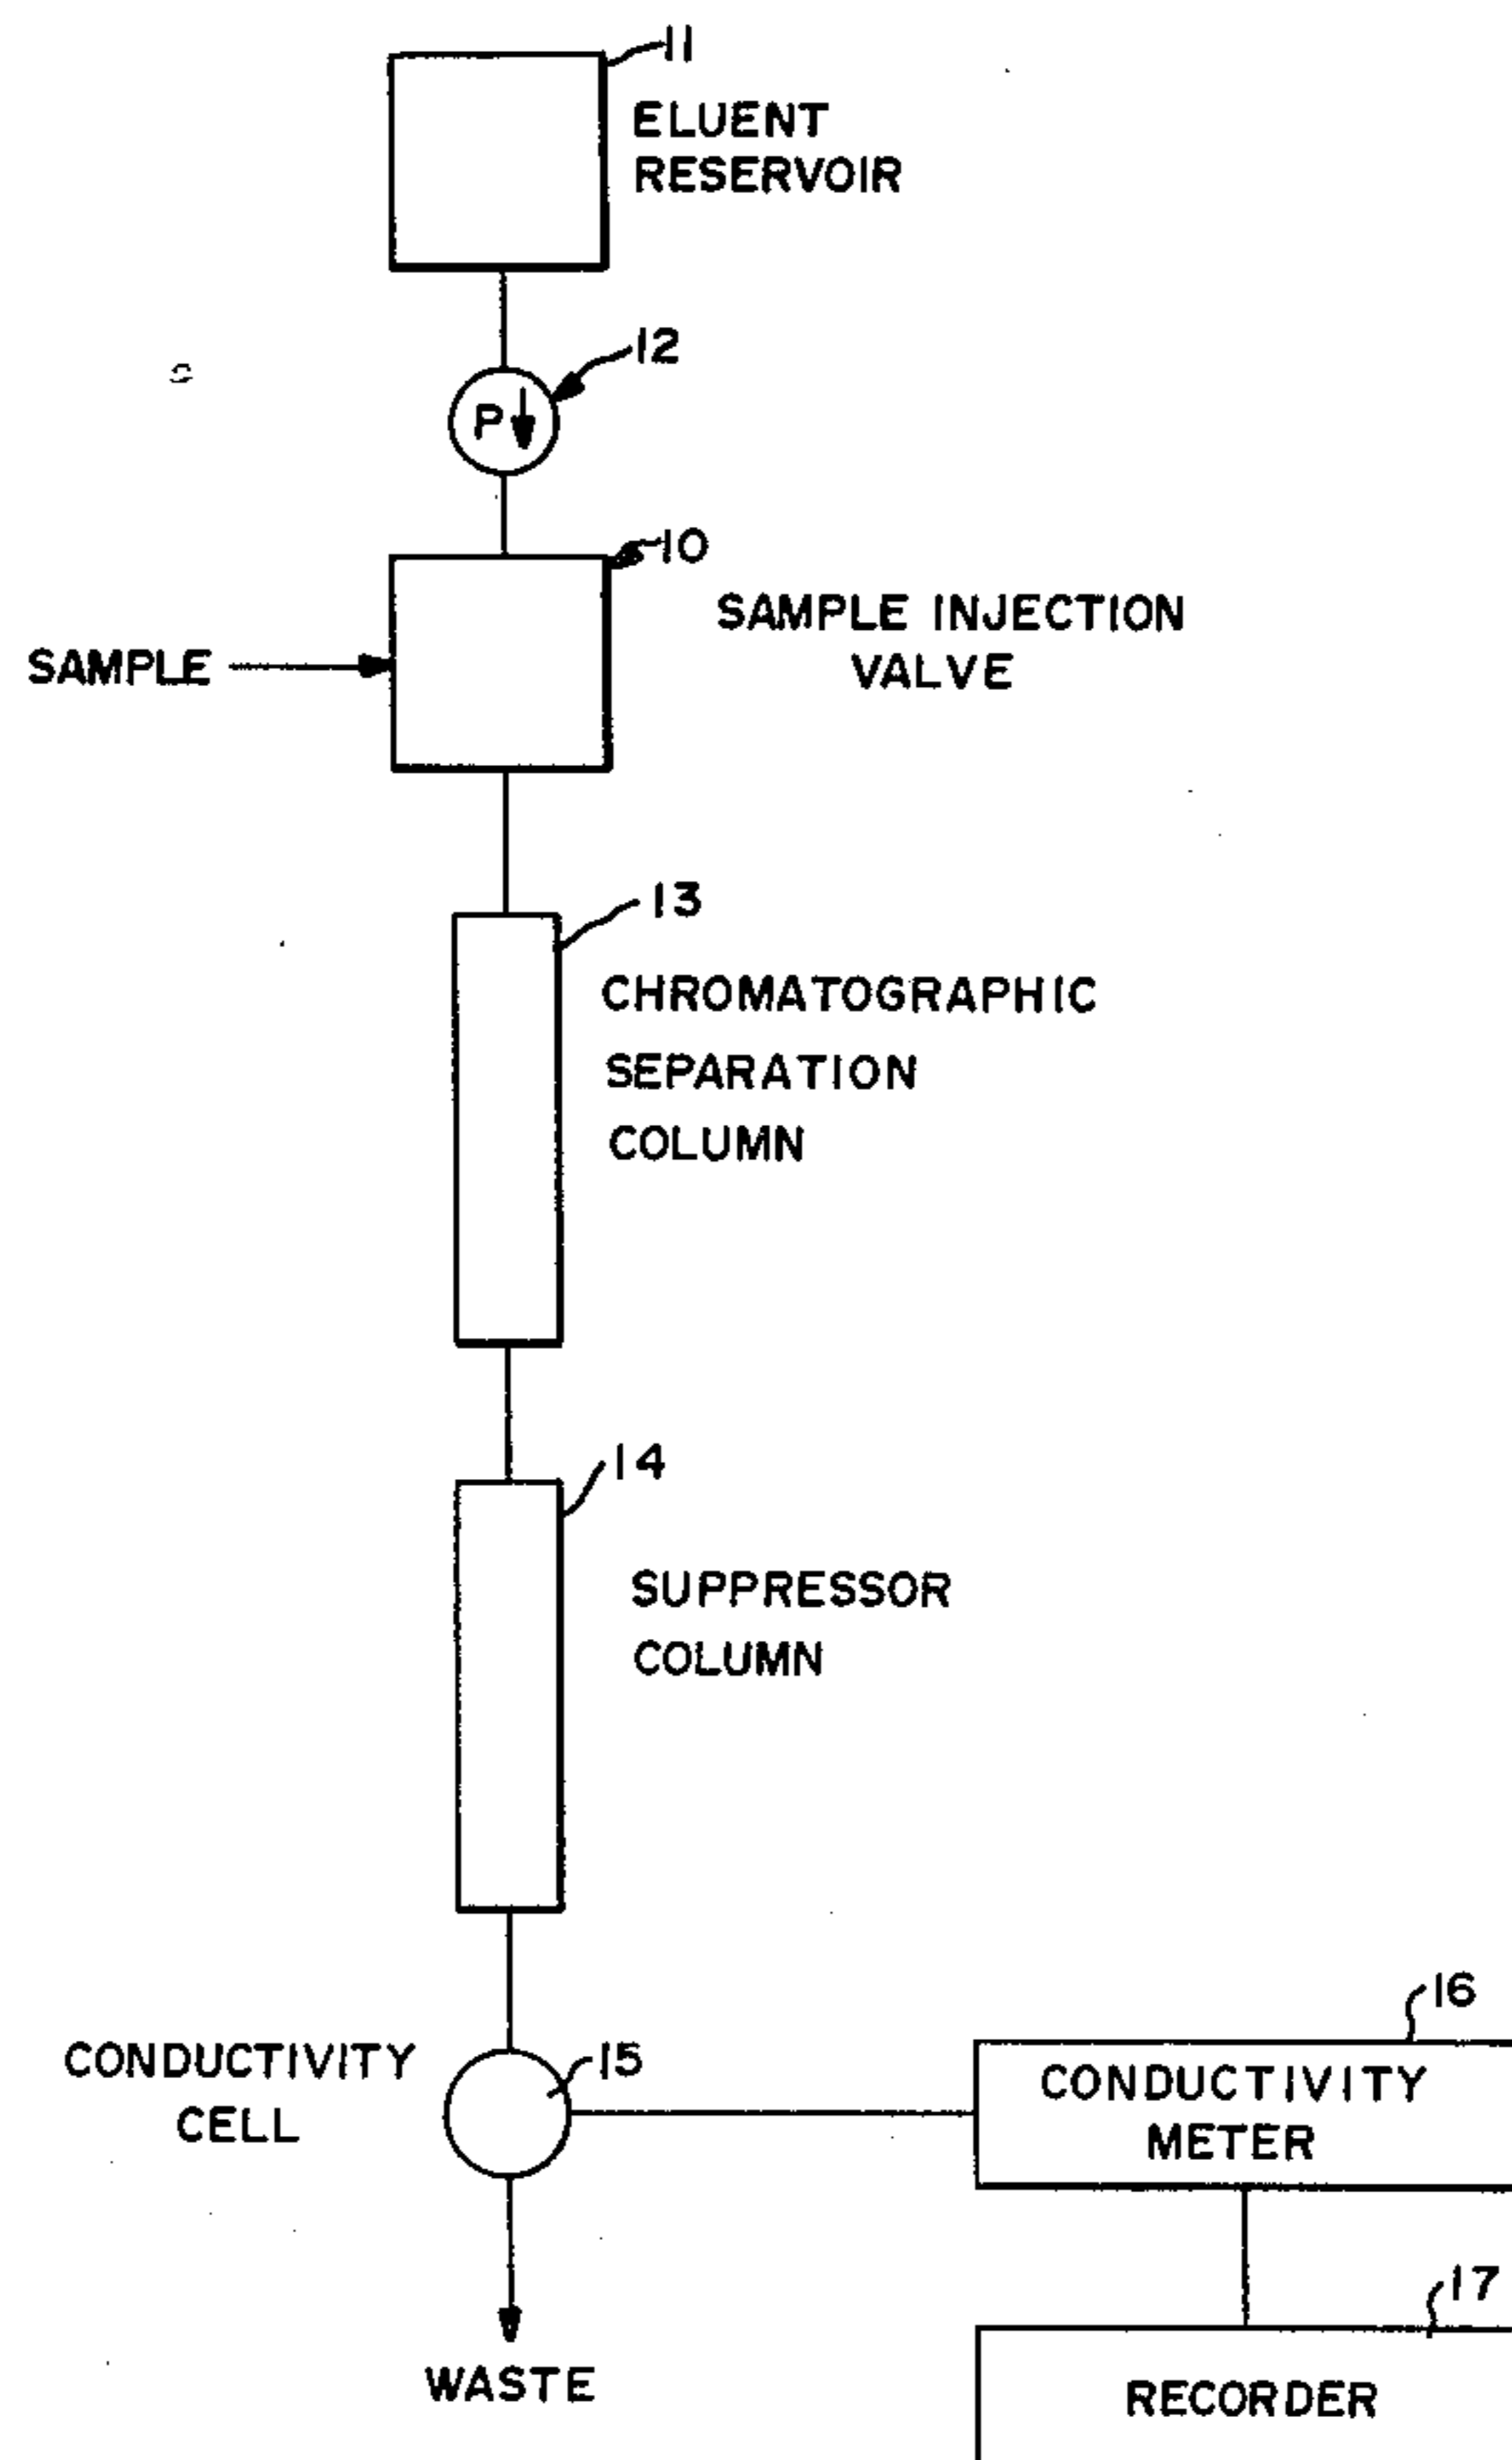 11
ELUENT
RESERVOIR
12
P
10
SAMPLE INJECTION
VALVE
SAMPLE
13
CHROMATOGRAPHIC
SEPARATION
COLUMN
14
SUPPRESSOR
COLUMN
16
CONDUCTIVITY
CELL
15
CONDUCTIVITY
METER
17
WASTE
RECORDER